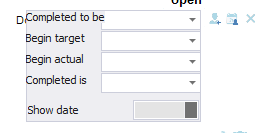 open
Completed to be
Begin target
Begin actual
Completed is
Show date